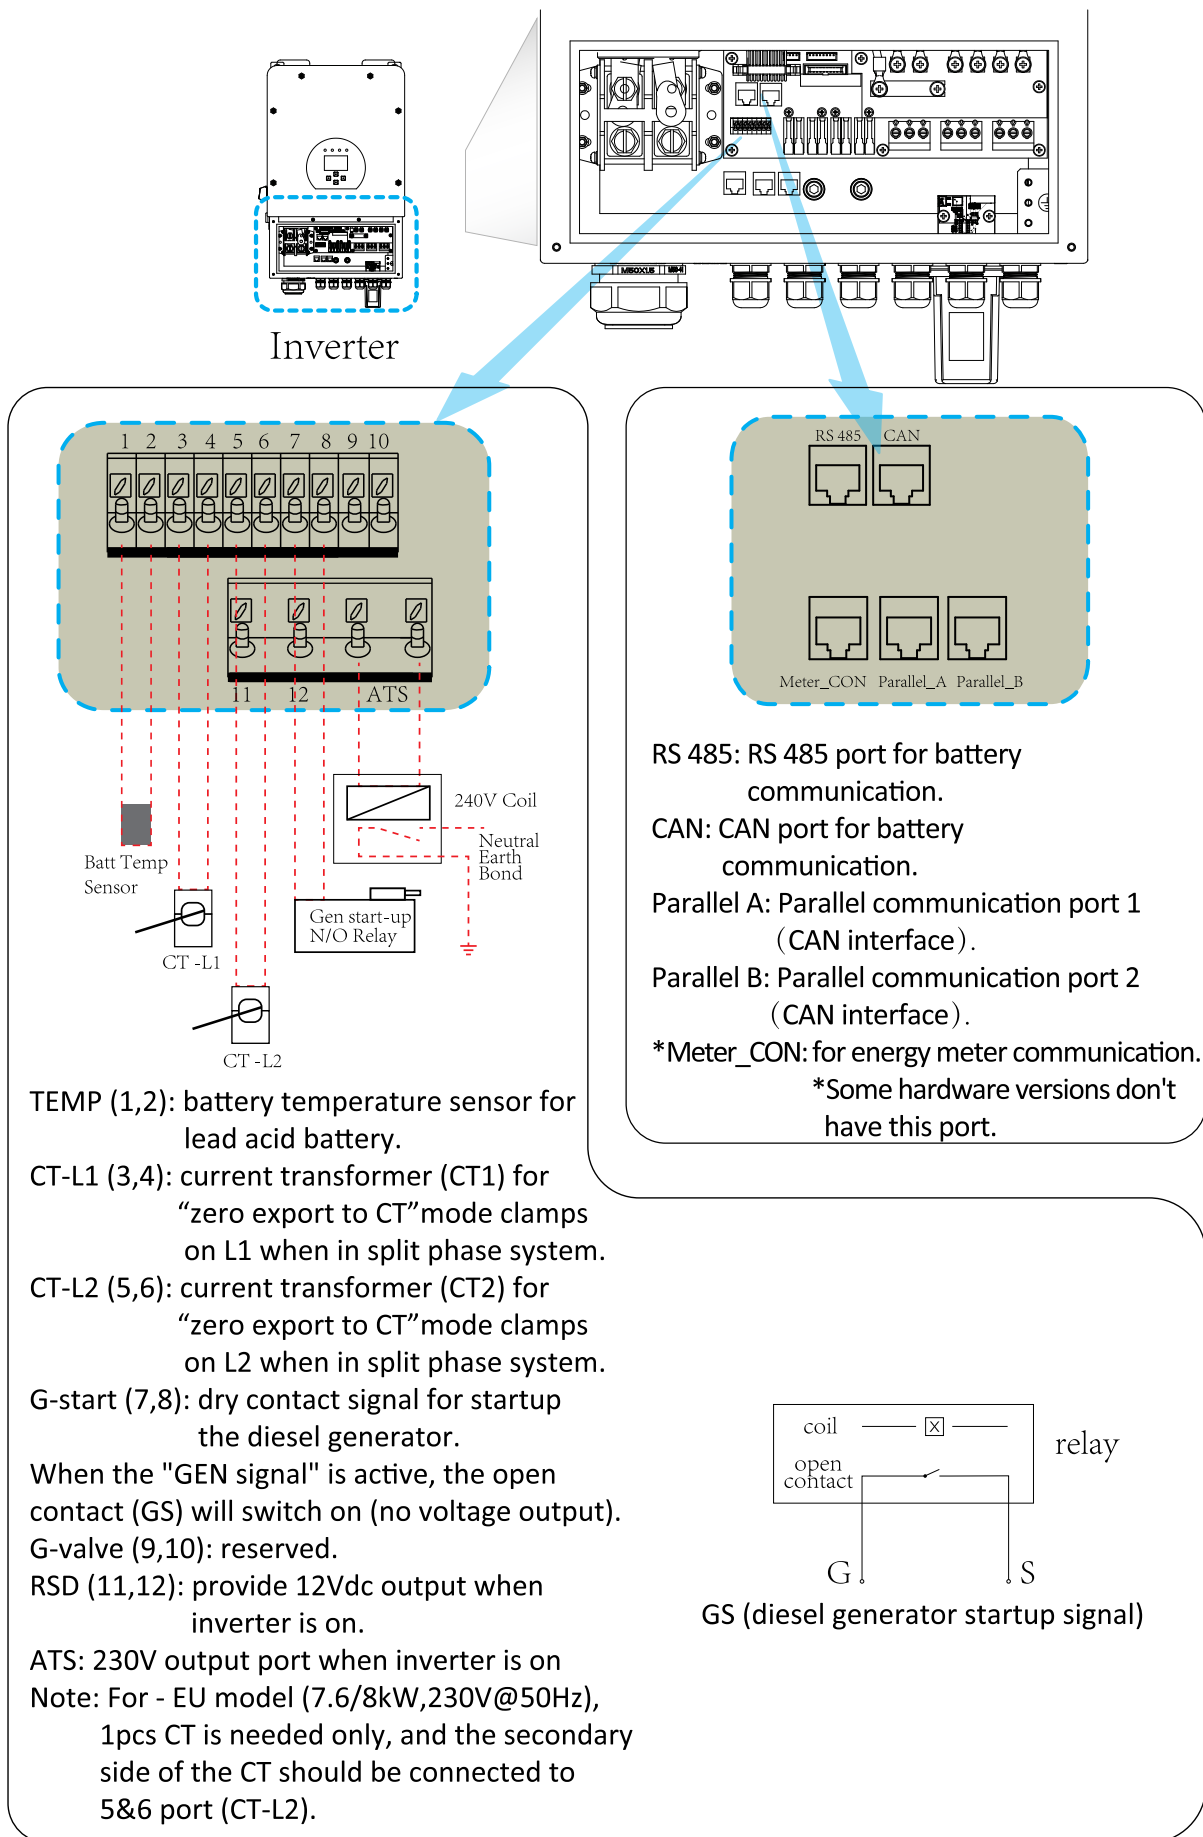 M50X1.5
Inverter
1 2 3 4 5 6 7 8 9 10
11 12 ATS
240V Coil
Neutral
Earth
Bond
Batt Temp
Sensor
Gen start-up
N/O Relay
CT -L1
CT -L2
TEMP (1,2): battery temperature sensor for
lead acid battery.
CT-L1 (3,4): current transformer (CT1) for
“zero export to CT”mode clamps
on L1 when in split phase system.
CT-L2 (5,6): current transformer (CT2) for
“zero export to CT”mode clamps
on L2 when in split phase system.
G-start (7,8): dry contact signal for startup
the diesel generator.
When the "GEN signal" is active, the open
contact (GS) will switch on (no voltage output).
G-valve (9,10): reserved.
RSD (11,12): provide 12Vdc output when
inverter is on.
ATS: 230V output port when inverter is on
Note: For - EU model (7.6/8kW,230V@50Hz),
1pcs CT is needed only, and the secondary
side of the CT should be connected to
5&6 port (CT-L2).
RS 485 CAN
Meter_CON Parallel_A Parallel_B
RS 485: RS 485 port for battery
communication.
CAN: CAN port for battery
communication.
Parallel A: Parallel communication port 1
（CAN interface）.
Parallel B: Parallel communication port 2
（CAN interface）.
*Meter_CON: for energy meter communication.
*Some hardware versions don't
have this port.
coil
open
contact
relay
G S
GS (diesel generator startup signal)